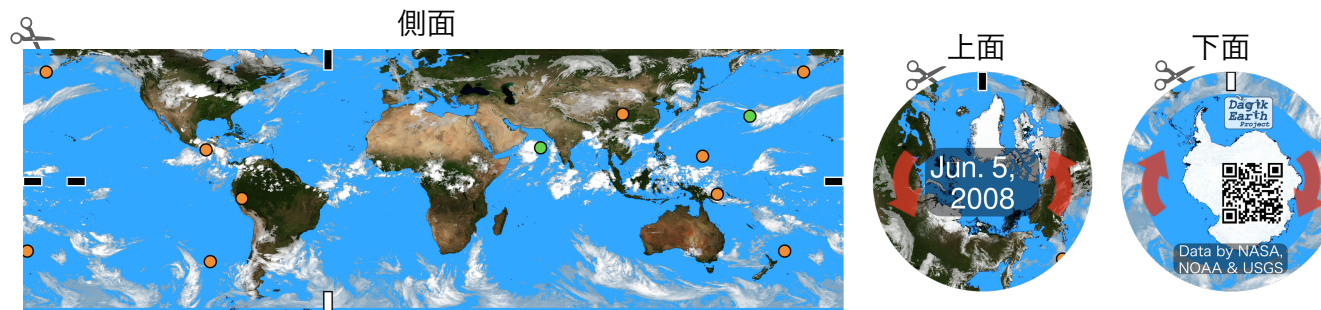 側面
上面
下面
Jun. 5,
2008
Dagik
Earth
Project
Data by NASA,
NOAA & USGS